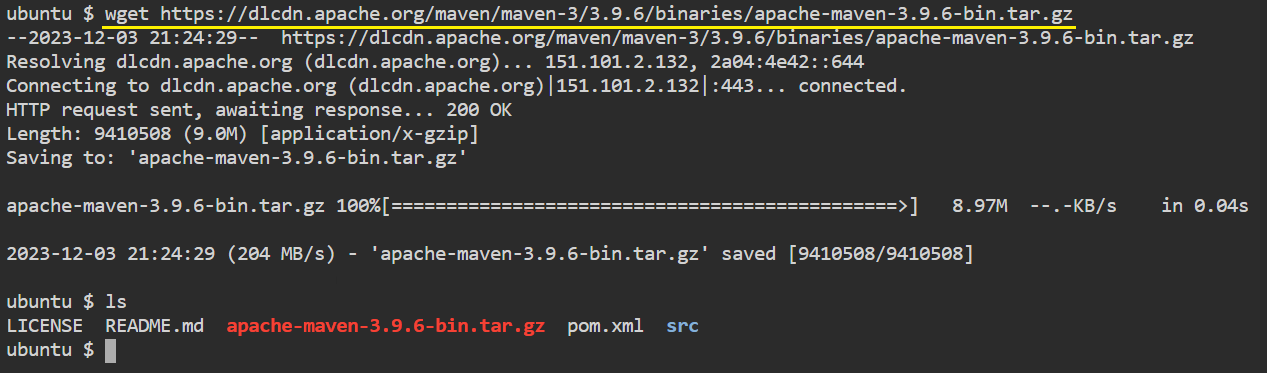 ubuntu $ wget https://dlcdn.apache.org/maven/maven-3/3.9.6/binaries/apache-maven-3.9.6-bin.tar.gz
--2023-12-03 21:24:29--  https://dlcdn.apache.org/maven/maven-3/3.9.6/binaries/apache-maven-3.9.6-bin.tar.gz
Resolving dlcdn.apache.org (dlcdn.apache.org)... 151.101.2.132, 2a04:4e42::644
Connecting to dlcdn.apache.org (dlcdn.apache.org)|151.101.2.132|:443... connected.
HTTP request sent, awaiting response... 200 OK
Length: 9410508 (9.0M) [application/x-gzip]
Saving to: 'apache-maven-3.9.6-bin.tar.gz'
apache-maven-3.9.6-bin.tar.gz 100%[==============================================>]   8.97M  --.-KB/s    in 0.04s
2023-12-03 21:24:29 (204 MB/s) - 'apache-maven-3.9.6-bin.tar.gz' saved [9410508/9410508]
ubuntu $ ls
LICENSE  README.md  apache-maven-3.9.6-bin.tar.gz  pom.xml  src
ubuntu $